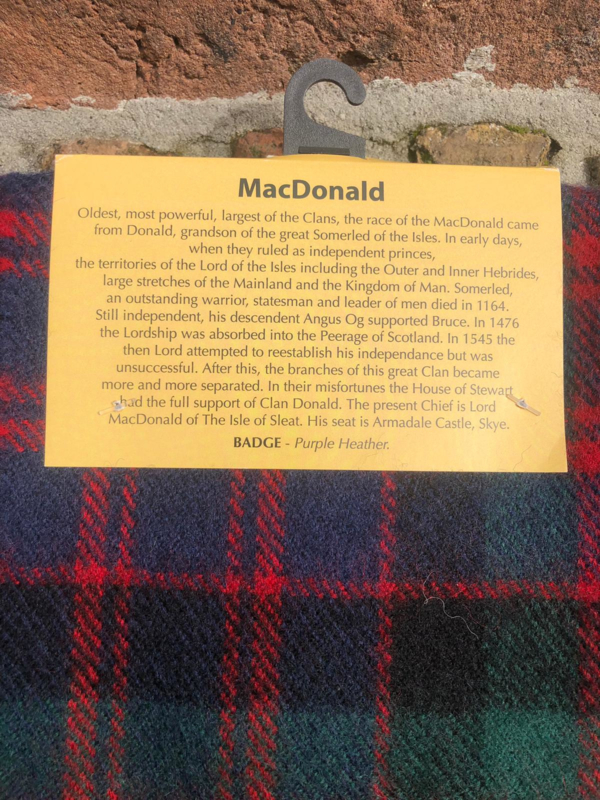 MacDonald
Oldest, most powerful, largest of the Clans, the race of the MacDonald came
from Donald, grandson of the great Somerled of the Isles. In early days,
when they ruled as independent princes,
the territories of the Lord of the Isles including the Outer and Inner Hebrides,
large stretches of the Mainland and the Kingdom of Man. Somerled,
an outstanding warrior, statesman and leader of men died in 1164.
Still independent, his descendent Angus Og supported Bruce. In 1476
the Lordship was absorbed into the Peerage of Scotland. In 1545 the
then Lord attempted to reestablish his independance but was
unsuccessful. After this, the branches of this great Clan became
more and more separated. In their misfortunes the House of Stewart
had the full support of Clan Donald. The present Chief is Lord
MacDonald of The Isle of Sleat. His seat is Armadale Castle, Skye.
BADGE - Purple Heather.